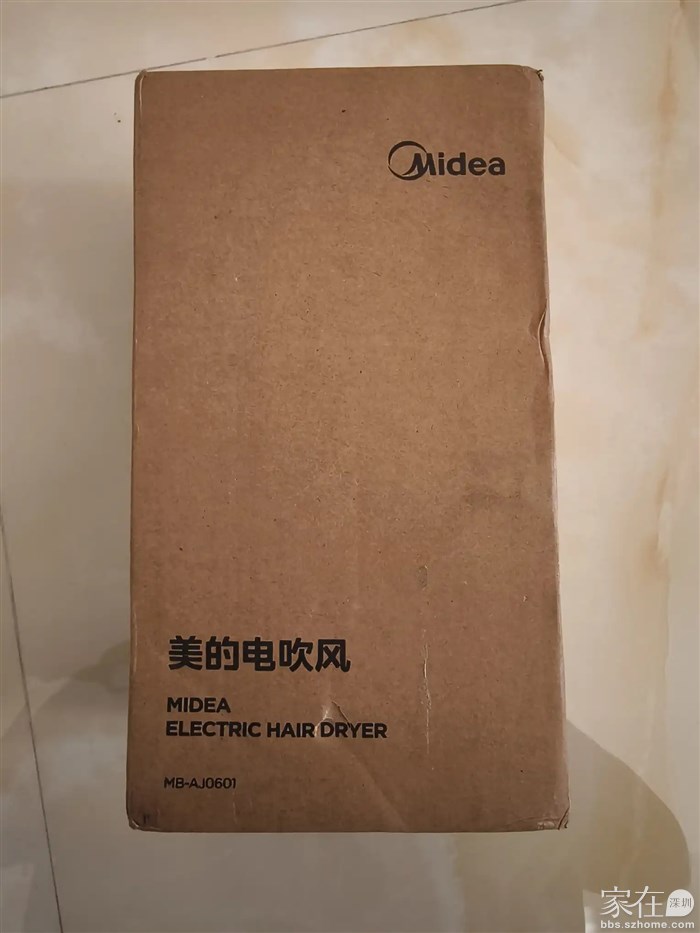 Midea
美的电吹风
MIDEA
ELECTRIC HAIR DRYER
MB-AJ0601
家在深圳
bbs.szhome.com